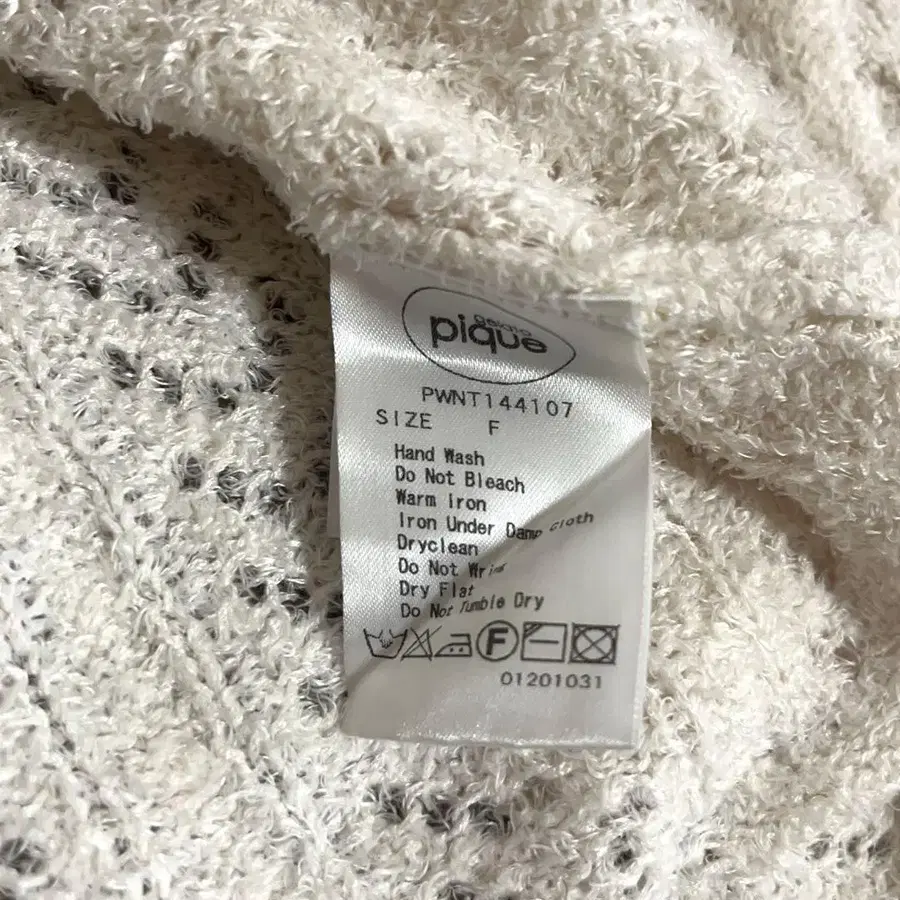 gelato
pique
PWNT144107
SIZE F
Hand Wash
Do Not Bleach
Warm Iron
Iron Under Damp Cloth
Dryclean
Do Not
Dry Flat
Do Not Tumble Dry
F
01201031